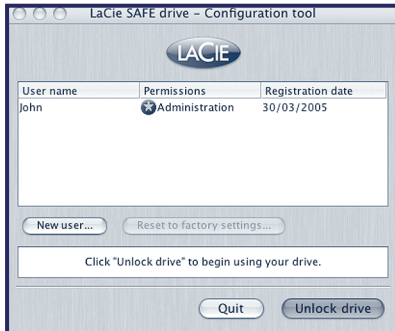 LaCie SAFE drive – Configuration tool
LACIE
User name Permissions Registration date
John Administration 30/03/2005
New user... Reset to factory settings...
Click "Unlock drive" to begin using your drive.
Quit Unlock drive